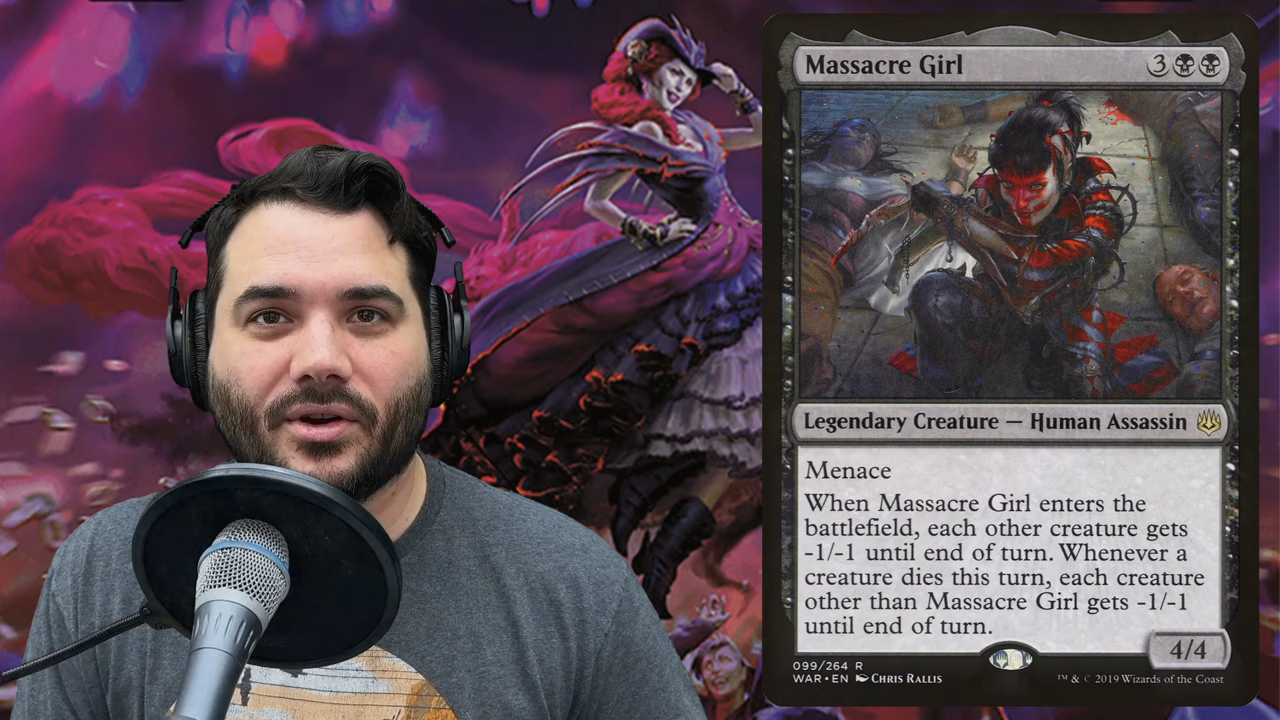 Massacre Girl 3
Legendary Creature — Human Assassin
Menace
When Massacre Girl enters the
battlefield, each other creature gets
-1/-1 until end of turn. Whenever a
creature dies this turn, each creature
other than Massacre Girl gets -1/-1
until end of turn.
4/4
099/264 R
WAR • EN Chris Rallis
™ & © 2019 Wizards of the Coast